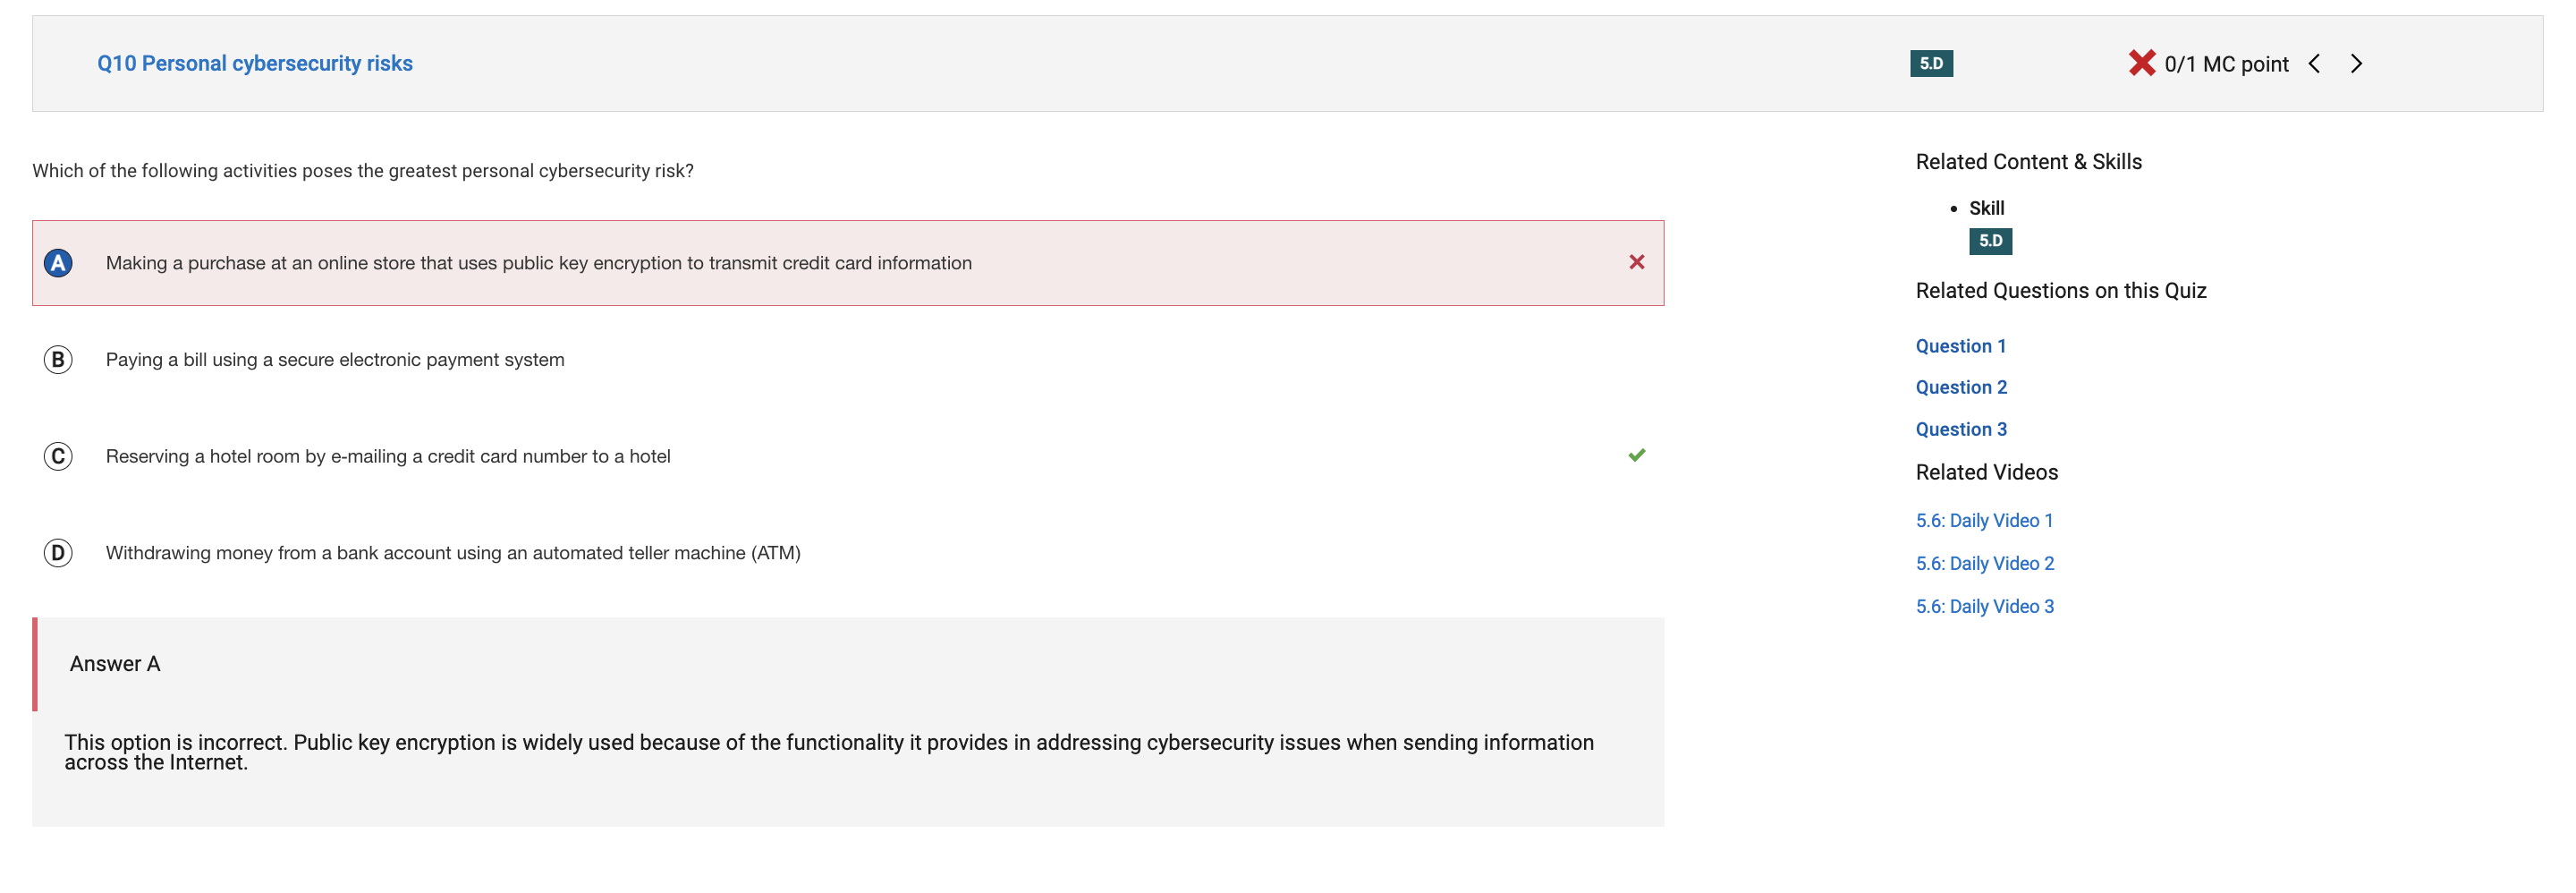 Q10 Personal cybersecurity risks
5.D
0/1 MC point
Which of the following activities poses the greatest personal cybersecurity risk?
A Making a purchase at an online store that uses public key encryption to transmit credit card information
B Paying a bill using a secure electronic payment system
C Reserving a hotel room by e-mailing a credit card number to a hotel
D Withdrawing money from a bank account using an automated teller machine (ATM)
Answer A
This option is incorrect. Public key encryption is widely used because of the functionality it provides in addressing cybersecurity issues when sending information
across the Internet.
Related Content & Skills
• Skill
5.D
Related Questions on this Quiz
Question 1
Question 2
Question 3
Related Videos
5.6: Daily Video 1
5.6: Daily Video 2
5.6: Daily Video 3